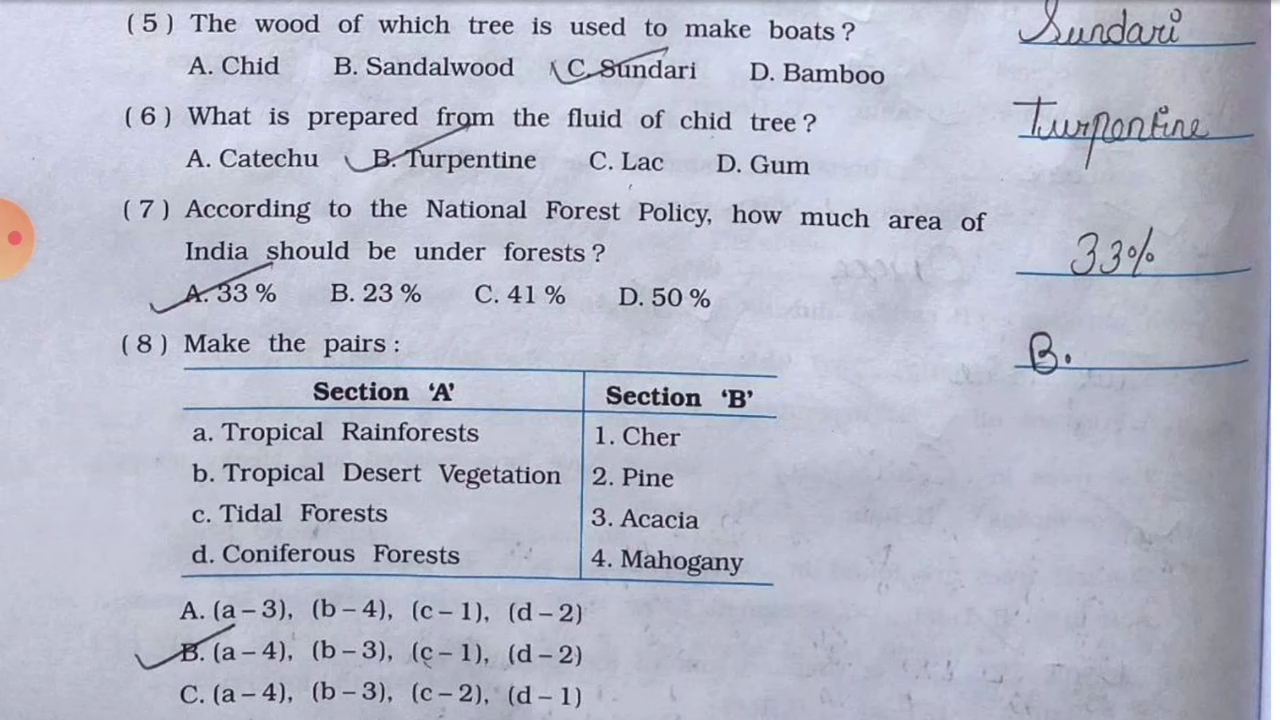 ( 5 ) The wood of which tree is used to make boats ? Sundari
A. Chid B. Sandalwood C. Sundari D. Bamboo
( 6 ) What is prepared from the fluid of chid tree ? Turpentine
A. Catechu B. Turpentine C. Lac D. Gum
( 7 ) According to the National Forest Policy, how much area of
India should be under forests ? 33%
A. 33 % B. 23 % C. 41 % D. 50 %
( 8 ) Make the pairs : B.
Section ‘A’ Section ‘B’
a. Tropical Rainforests 1. Cher
b. Tropical Desert Vegetation 2. Pine
c. Tidal Forests 3. Acacia
d. Coniferous Forests 4. Mahogany
A. (a – 3), (b – 4), (c – 1), (d – 2)
B. (a – 4), (b – 3), (c – 1), (d – 2)
C. (a – 4), (b – 3), (c – 2), (d – 1)